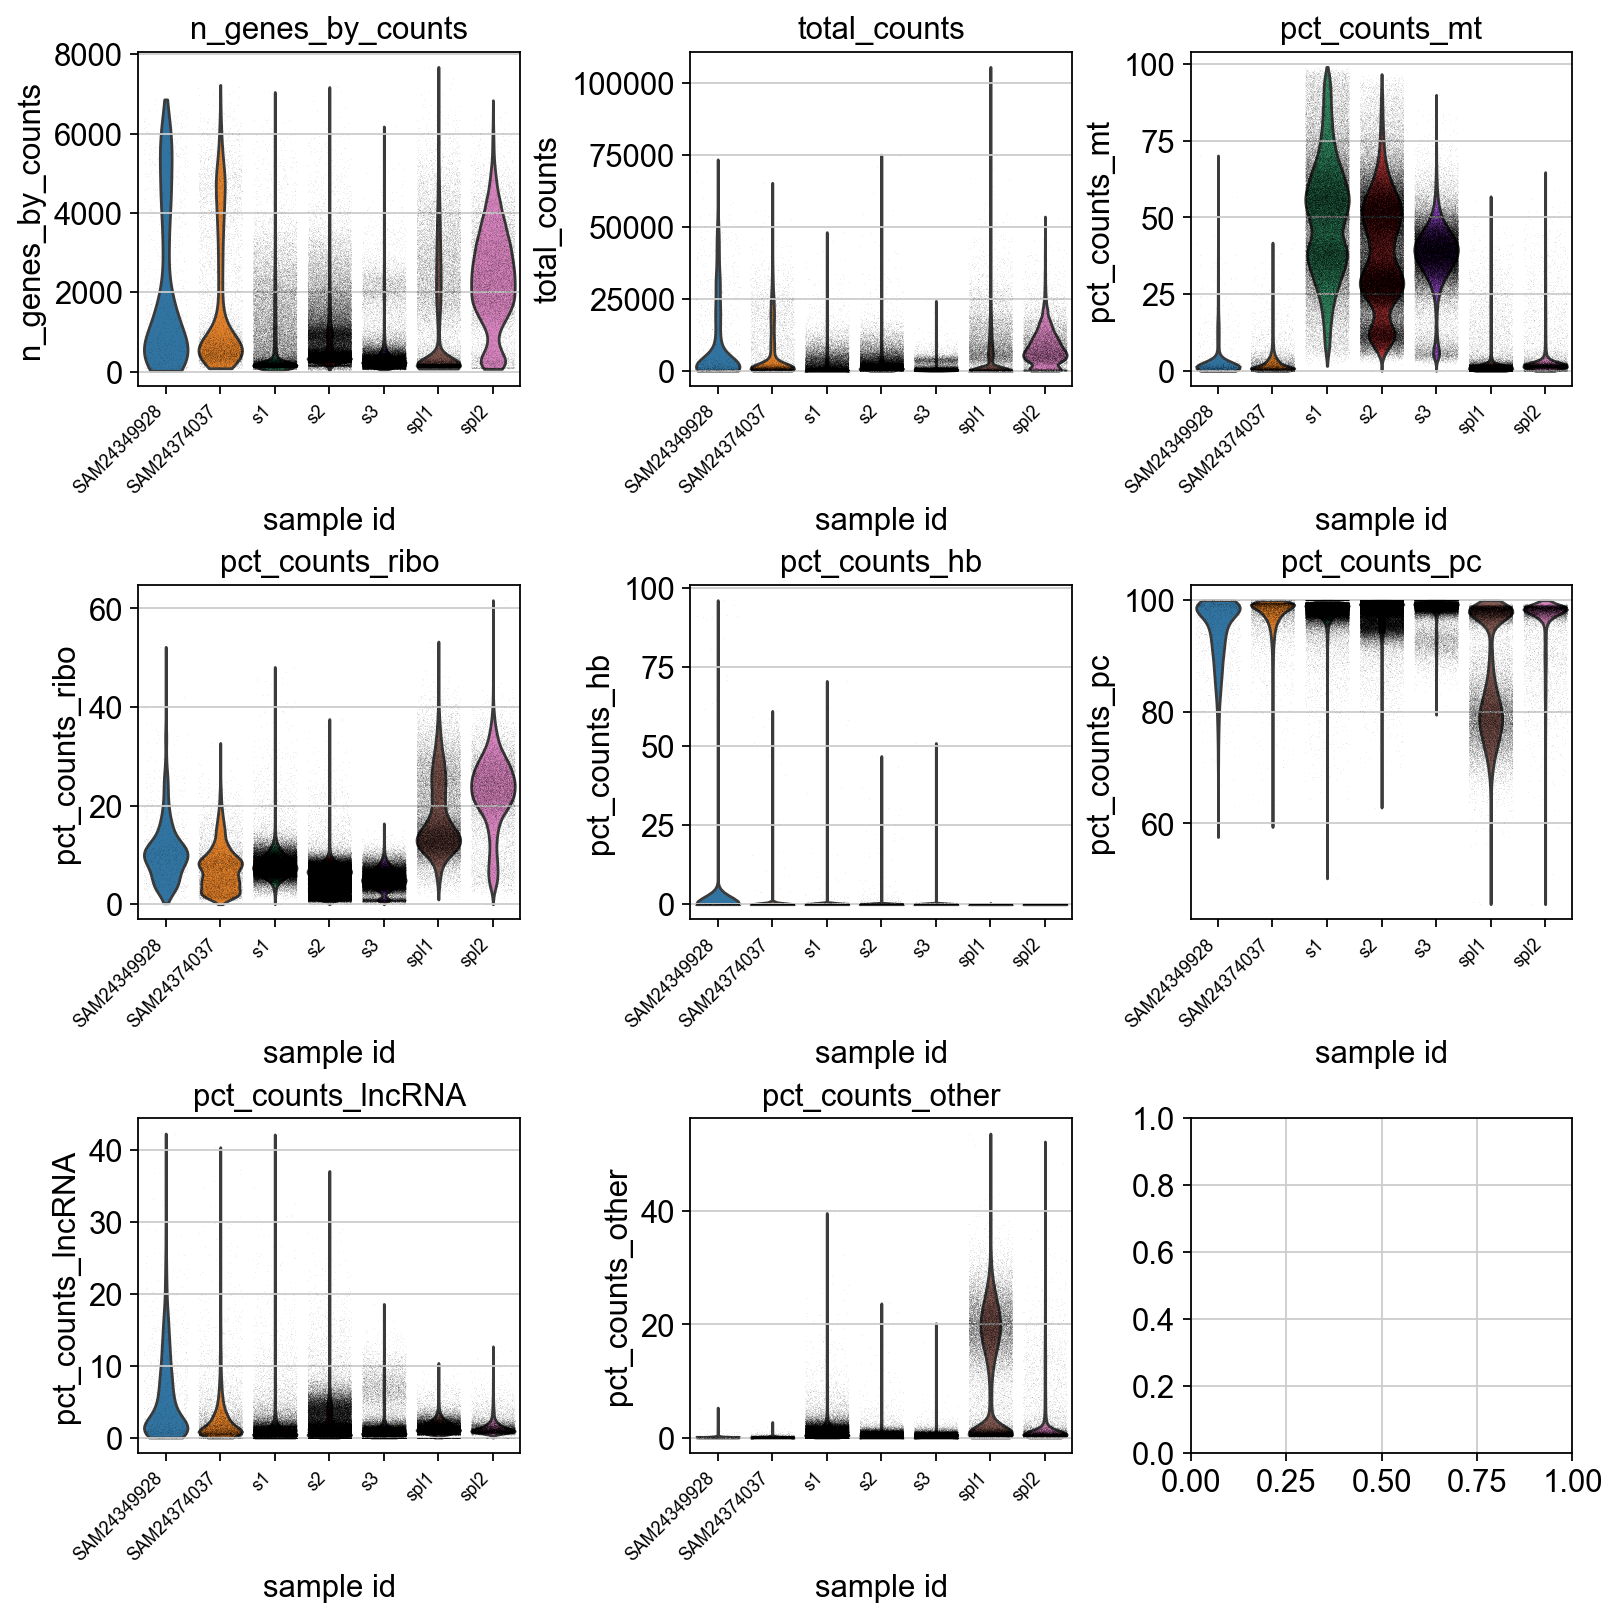 n_genes_by_counts
n_genes_by_counts
8000
6000
4000
2000
0
SAM24349928
SAM24374037
s1
s2
s3
spl1
spl2
sample id
total_counts
total_counts
100000
75000
50000
25000
0
SAM24349928
SAM24374037
s1
s2
s3
spl1
spl2
sample id
pct_counts_mt
pct_counts_mt
100
75
50
25
0
SAM24349928
SAM24374037
s1
s2
s3
spl1
spl2
sample id
pct_counts_ribo
pct_counts_ribo
60
40
20
0
SAM24349928
SAM24374037
s1
s2
s3
spl1
spl2
sample id
pct_counts_hb
pct_counts_hb
100
75
50
25
0
SAM24349928
SAM24374037
s1
s2
s3
spl1
spl2
sample id
pct_counts_pc
pct_counts_pc
100
80
60
SAM24349928
SAM24374037
s1
s2
s3
spl1
spl2
sample id
pct_counts_lncRNA
pct_counts_lncRNA
40
30
20
10
0
SAM24349928
SAM24374037
s1
s2
s3
spl1
spl2
sample id
pct_counts_other
pct_counts_other
40
20
0
SAM24349928
SAM24374037
s1
s2
s3
spl1
spl2
sample id
1.0
0.8
0.6
0.4
0.2
0.0
0.00 0.25 0.50 0.75 1.00